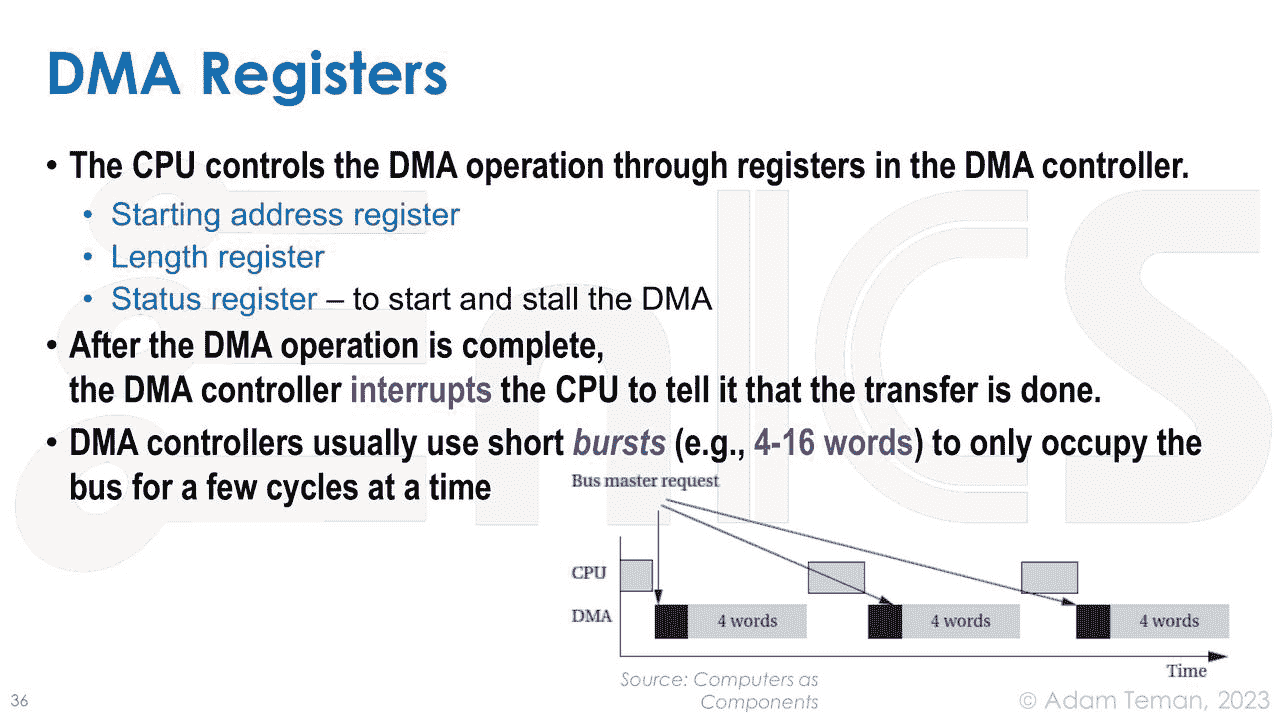 DMA Registers
• The CPU controls the DMA operation through registers in the DMA controller.
• Starting address register
• Length register
• Status register – to start and stall the DMA
• After the DMA operation is complete,
the DMA controller interrupts the CPU to tell it that the transfer is done.
• DMA controllers usually use short bursts (e.g., 4-16 words) to only occupy the
bus for a few cycles at a time
Bus master request
CPU
DMA
4 words
4 words
4 words
Time
Source: Computers as
Components
36
© Adam Teman, 2023
EnICS